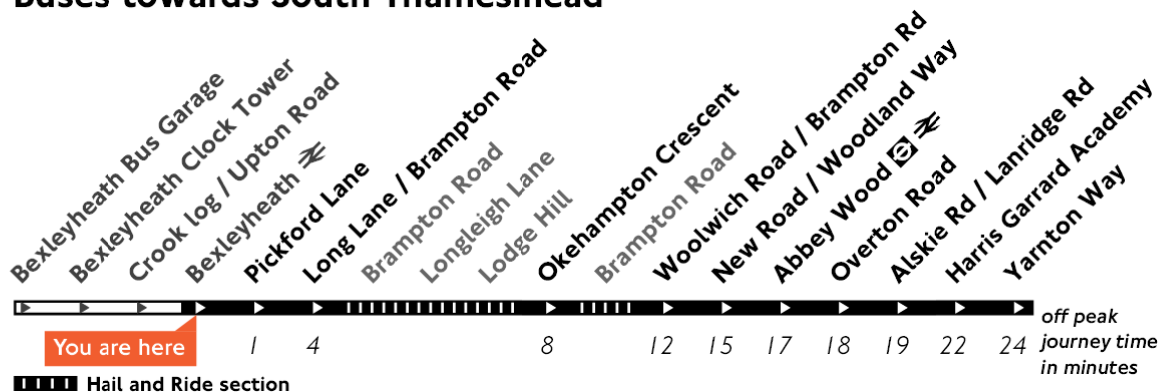 Buses towards South Thamesmead
Bexleyheath Bus Garage
Bexleyheath Clock Tower
Crook log / Upton Road
Bexleyheath
Pickford Lane
Long Lane / Brampton Road
Brampton Road
Longleigh Lane
Lodge Hill
Okehampton Crescent
Brampton Road
Woolwich Road / Brampton Rd
New Road / Woodland Way
Abbey Wood
Overton Road
Alskie Rd / Lanridge Rd
Harris Garrard Academy
Yarnton Way
You are here
1 4 8 12 15 17 18 19 22 24
off peak
journey time
in minutes
Hail and Ride section